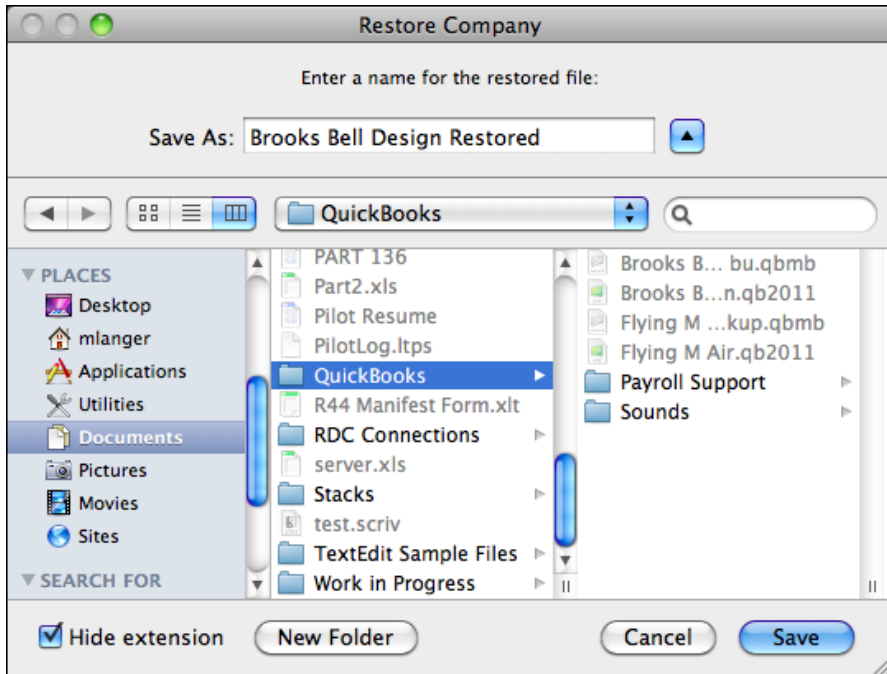 Restore Company
Enter a name for the restored file:
Save As: Brooks Bell Design Restored
QuickBooks
PLACES
Desktop
mlanger
Applications
Utilities
Documents
Pictures
Movies
Sites
SEARCH FOR
PART 136
Part2.xls
Pilot Resume
PilotLog.ltps
QuickBooks
R44 Manifest Form.xlt
RDC Connections
server.xls
Stacks
test.scriv
TextEdit Sample Files
Work in Progress
Brooks B... bu.qbmb
Brooks B...n.qb2011
Flying M ...kup.qbmb
Flying M Air.qb2011
Payroll Support
Sounds
Hide extension
New Folder
Cancel
Save